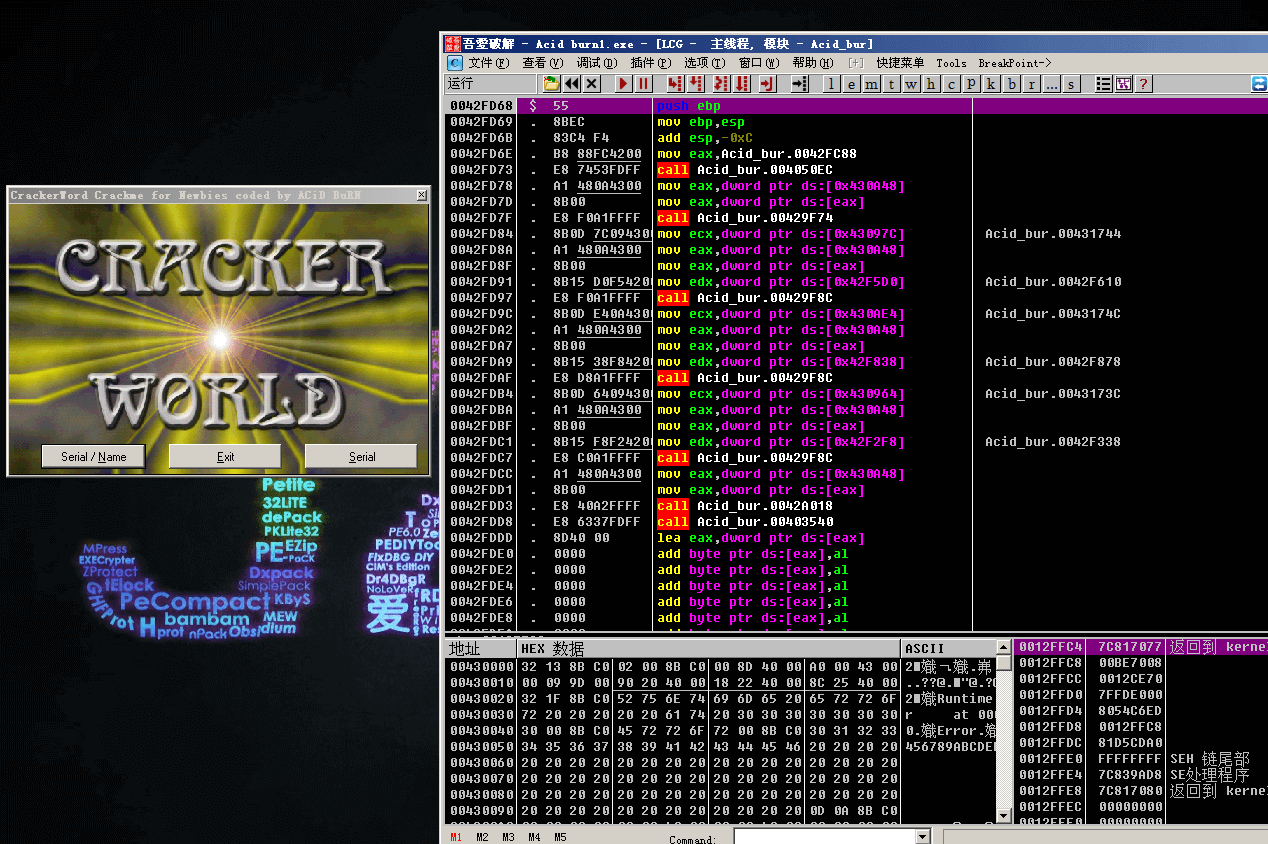 吾愛破解 - Acid burn1.exe - [LCG - 主线程, 模块 - Acid_bur]
C 文件(F) 查看(V) 调试(D) 插件(P) 选项(T) 窗口(W) 帮助(H) [+] 快捷菜单 Tools BreakPoint->
运行 l e m t w h c P k b r ... s ?
0042FD68 $ 55 push ebp
0042FD69 . 8BEC mov ebp,esp
0042FD6B . 83C4 F4 add esp,-0xC
0042FD6E . B8 88FC4200 mov eax,Acid_bur.0042FC88
0042FD73 . E8 7453FDFF call Acid_bur.004050EC
0042FD78 . A1 480A4300 mov eax,dword ptr ds:[0x430A48]
0042FD7D . 8B00 mov eax,dword ptr ds:[eax]
0042FD7F . E8 F0A1FFFF call Acid_bur.00429F74
0042FD84 . 8B0D 7C094300 mov ecx,dword ptr ds:[0x43097C] Acid_bur.00431744
0042FD8A . A1 480A4300 mov eax,dword ptr ds:[0x430A48]
0042FD8F . 8B00 mov eax,dword ptr ds:[eax]
0042FD91 . 8B15 D0F54200 mov edx,dword ptr ds:[0x42F5D0] Acid_bur.0042F610
0042FD97 . E8 F0A1FFFF call Acid_bur.00429F8C
0042FD9C . 8B0D E40A4300 mov ecx,dword ptr ds:[0x430AE4] Acid_bur.0043174C
0042FDA2 . A1 480A4300 mov eax,dword ptr ds:[0x430A48]
0042FDA7 . 8B00 mov eax,dword ptr ds:[eax]
0042FDA9 . 8B15 38F84200 mov edx,dword ptr ds:[0x42F838] Acid_bur.0042F878
0042FDAF . E8 D8A1FFFF call Acid_bur.00429F8C
0042FDB4 . 8B0D 64094300 mov ecx,dword ptr ds:[0x430964] Acid_bur.0043173C
0042FDBA . A1 480A4300 mov eax,dword ptr ds:[0x430A48]
0042FDBF . 8B00 mov eax,dword ptr ds:[eax]
0042FDC1 . 8B15 F8F24200 mov edx,dword ptr ds:[0x42F2F8] Acid_bur.0042F338
0042FDC7 . E8 C0A1FFFF call Acid_bur.00429F8C
0042FDCC . A1 480A4300 mov eax,dword ptr ds:[0x430A48]
0042FDD1 . 8B00 mov eax,dword ptr ds:[eax]
0042FDD3 . E8 40A2FFFF call Acid_bur.0042A018
0042FDD8 . E8 6337FDFF call Acid_bur.00403540
0042FDDD . 8D40 00 lea eax,dword ptr ds:[eax]
0042FDE0 . 0000 add byte ptr ds:[eax],al
0042FDE2 . 0000 add byte ptr ds:[eax],al
0042FDE4 . 0000 add byte ptr ds:[eax],al
0042FDE6 . 0000 add byte ptr ds:[eax],al
0042FDE8 . 0000 add byte ptr ds:[eax],al
CrackerWord Crackme for Newbies coded by ACiD BuRN
CRACKER
WORLD
Serial / Name Exit Serial
Petite
32LITE
dePack
PKLite32
PE EZip
PE-PaCK
MPress
EXECrypter
ZProtect
tElock
Dxpack
SimplePack
PeCompact KByS
bambam MEW
nPack
PE6.0
PEDIYToo
FlxDBG DIY
CiM's Edition
Dr4DBgR
NoLoVeR
爱
地址 HEX 数据 ASCII
00430000 32 13 8B C0 02 00 8B C0 00 8D 40 00 A0 00 43 00
00430010 00 09 9D 00 90 20 40 00 18 22 40 00 8C 25 40 00
00430020 32 1F 8B C0 52 75 6E 74 69 6D 65 20 65 72 72 6F Runtime
00430030 72 20 20 20 20 20 61 74 20 30 30 30 30 30 30 30 r at 00
00430040 30 00 8B C0 45 72 72 6F 72 00 8B C0 30 31 32 33 0.嬂Error.
00430050 34 35 36 37 38 39 41 42 43 44 45 46 20 20 20 20 456789ABCDE
00430060 20 20 20 20 20 20 20 20 20 20 20 20 20 20 20 20
00430070 20 20 20 20 20 20 20 20 20 20 20 20 20 20 20 20
00430080 20 20 20 20 20 20 20 20 20 20 20 20 20 20 20 20
00430090 20 20 20 20 20 20 20 20 20 20 20 20 0D 0A 8B C0
0012FFC4 7C817077 返回到 kerne
0012FFC8 00BE7008
0012FFCC 0012CE70
0012FFD0 7FFDE000
0012FFD4 8054C6ED
0012FFD8 0012FFC8
0012FFDC 81D5CDA0
0012FFE0 FFFFFFFF SEH 链尾部
0012FFE4 7C839AD8 SE处理程序
0012FFE8 7C817080 返回到 kerne
0012FFEC 00000000
0012FFF0 00000000
M1 M2 M3 M4 M5 Command: